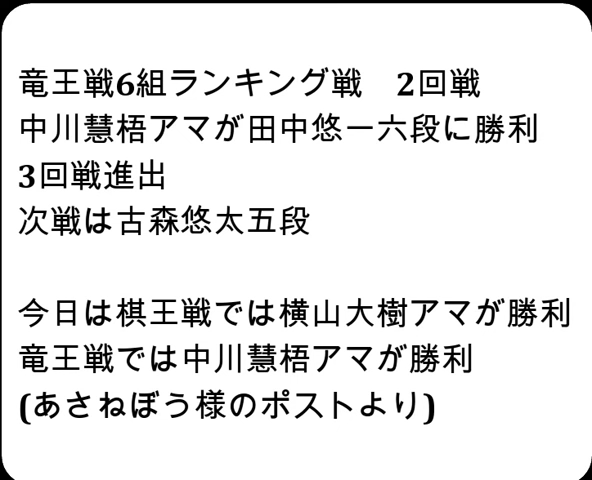 竜王戦6組ランキング戦　2回戦
中川慧梧アマが田中悠一六段に勝利
3回戦進出
次戦は古森悠太五段
今日は棋王戦では横山大樹アマが勝利
竜王戦では中川慧梧アマが勝利
(あさねぼう様のポストより)